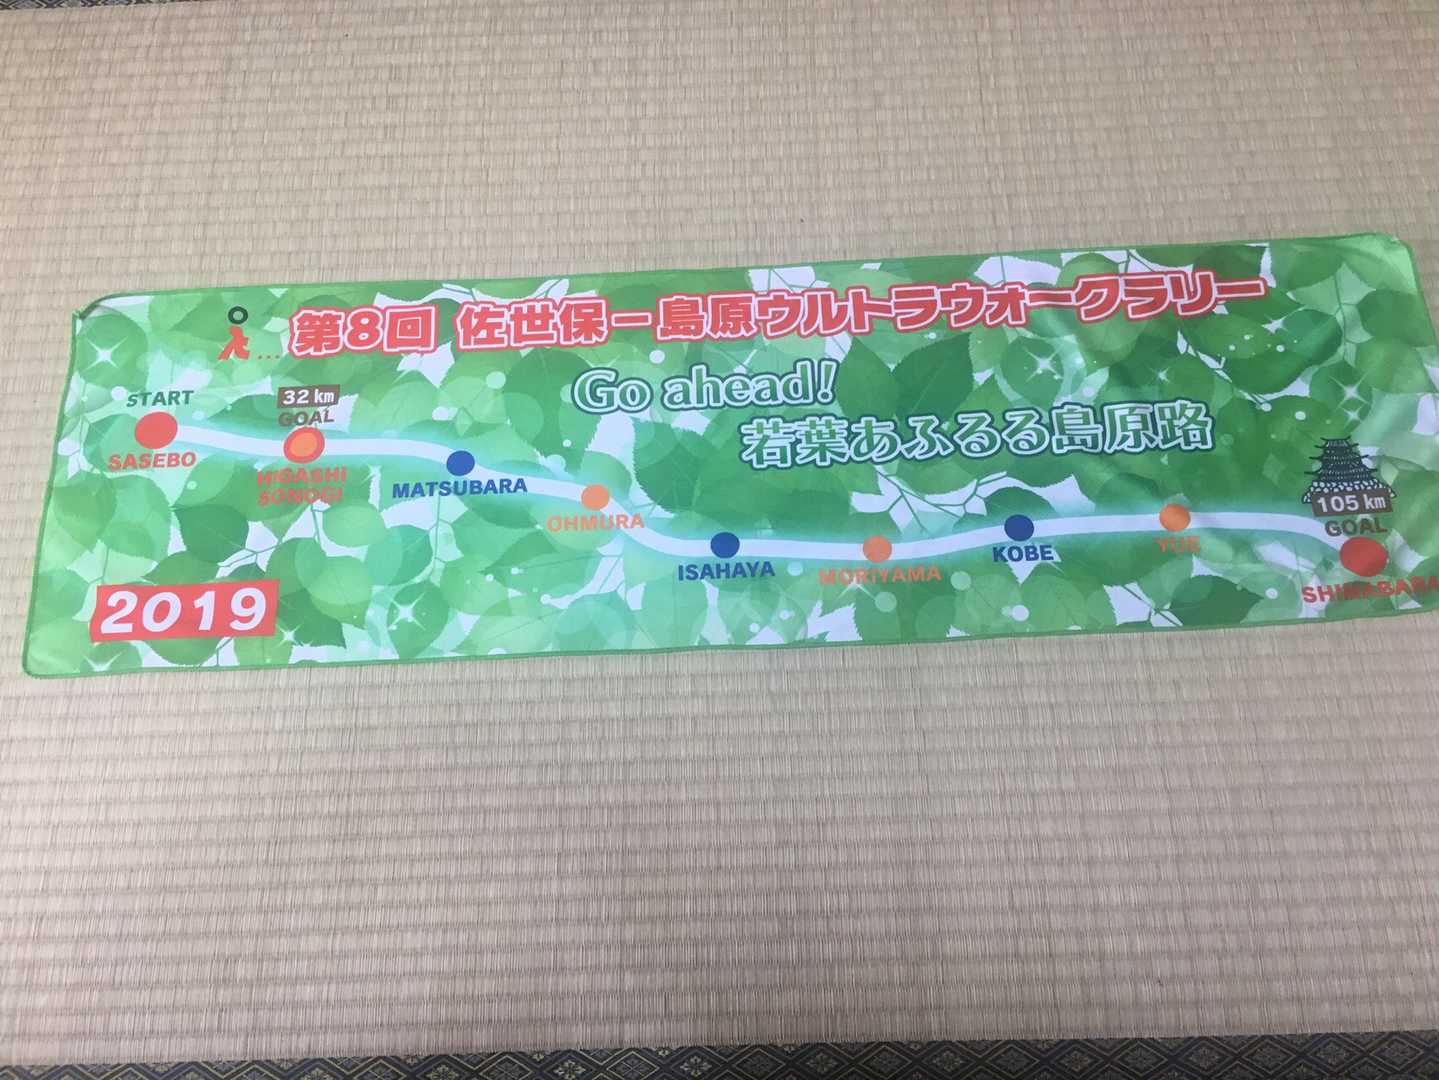 第8回 佐世保－島原ウルトラウォークラリー
Go ahead!
若葉あふるる島原路
START
SASEBO
32 km
GOAL
HIGASHI
SONOGI
MATSUBARA
OHMURA
ISAHAYA
MORIYAMA
KOBE
YUE
105 km
GOAL
SHIMABARA
2019